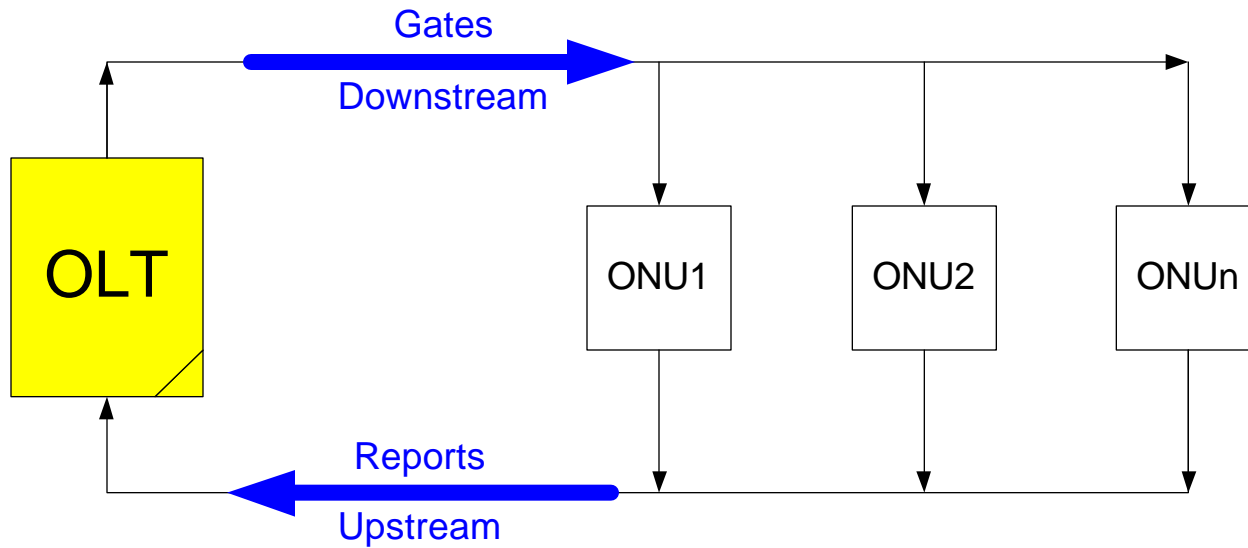 Gates
Downstream
OLT
ONU1
ONU2
ONUn
Reports
Upstream